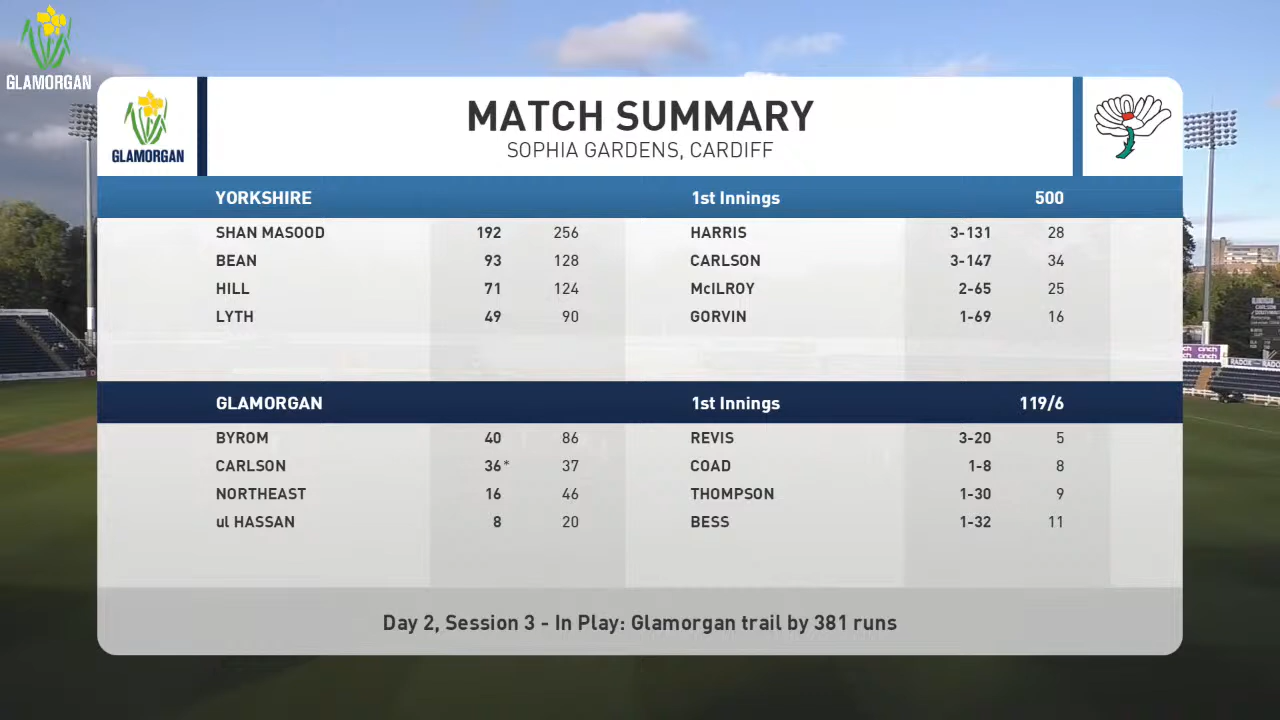 GLAMORGAN
GLAMORGAN
MATCH SUMMARY
SOPHIA GARDENS, CARDIFF
YORKSHIRE 1st Innings 500
SHAN MASOOD 192 256 HARRIS 3-131 28
BEAN 93 128 CARLSON 3-147 34
HILL 71 124 McILROY 2-65 25
LYTH 49 90 GORVIN 1-69 16
GLAMORGAN 1st Innings 119/6
BYROM 40 86 REVIS 3-20 5
CARLSON 36* 37 COAD 1-8 8
NORTHEAST 16 46 THOMPSON 1-30 9
ul HASSAN 8 20 BESS 1-32 11
Day 2, Session 3 - In Play: Glamorgan trail by 381 runs
cinch cinch
cinch